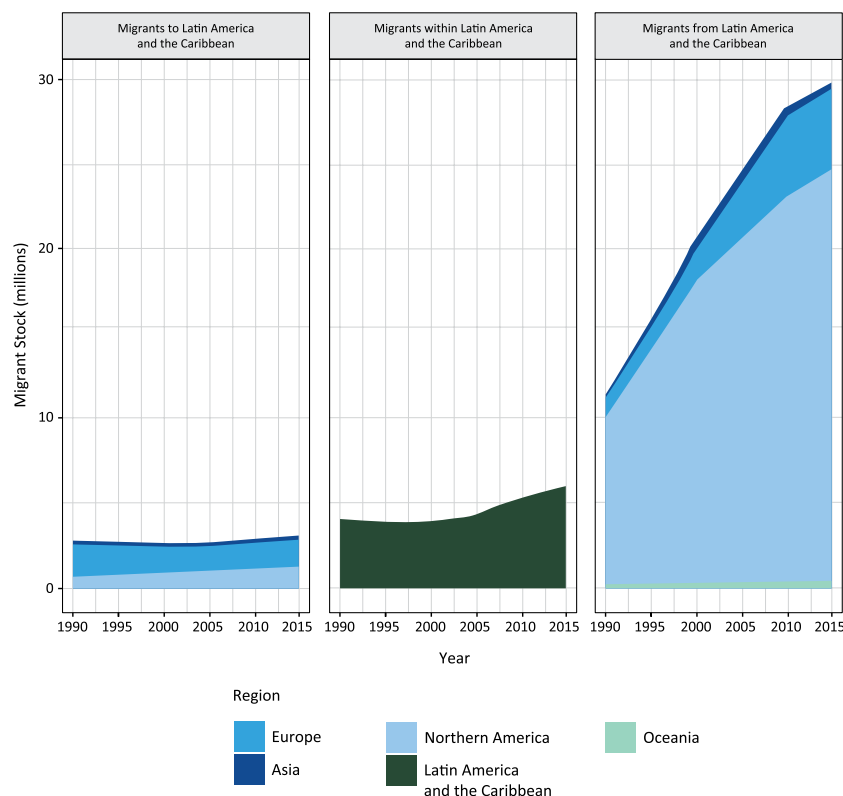 Migrants to Latin America
and the Caribbean
Migrants within Latin America
and the Caribbean
Migrants from Latin America
and the Caribbean
Migrant Stock (millions)
30
20
10
0
1990 1995 2000 2005 2010 2015
1990 1995 2000 2005 2010 2015
1990 1995 2000 2005 2010 2015
Year
Region
Europe
Northern America
Oceania
Asia
Latin America
and the Caribbean